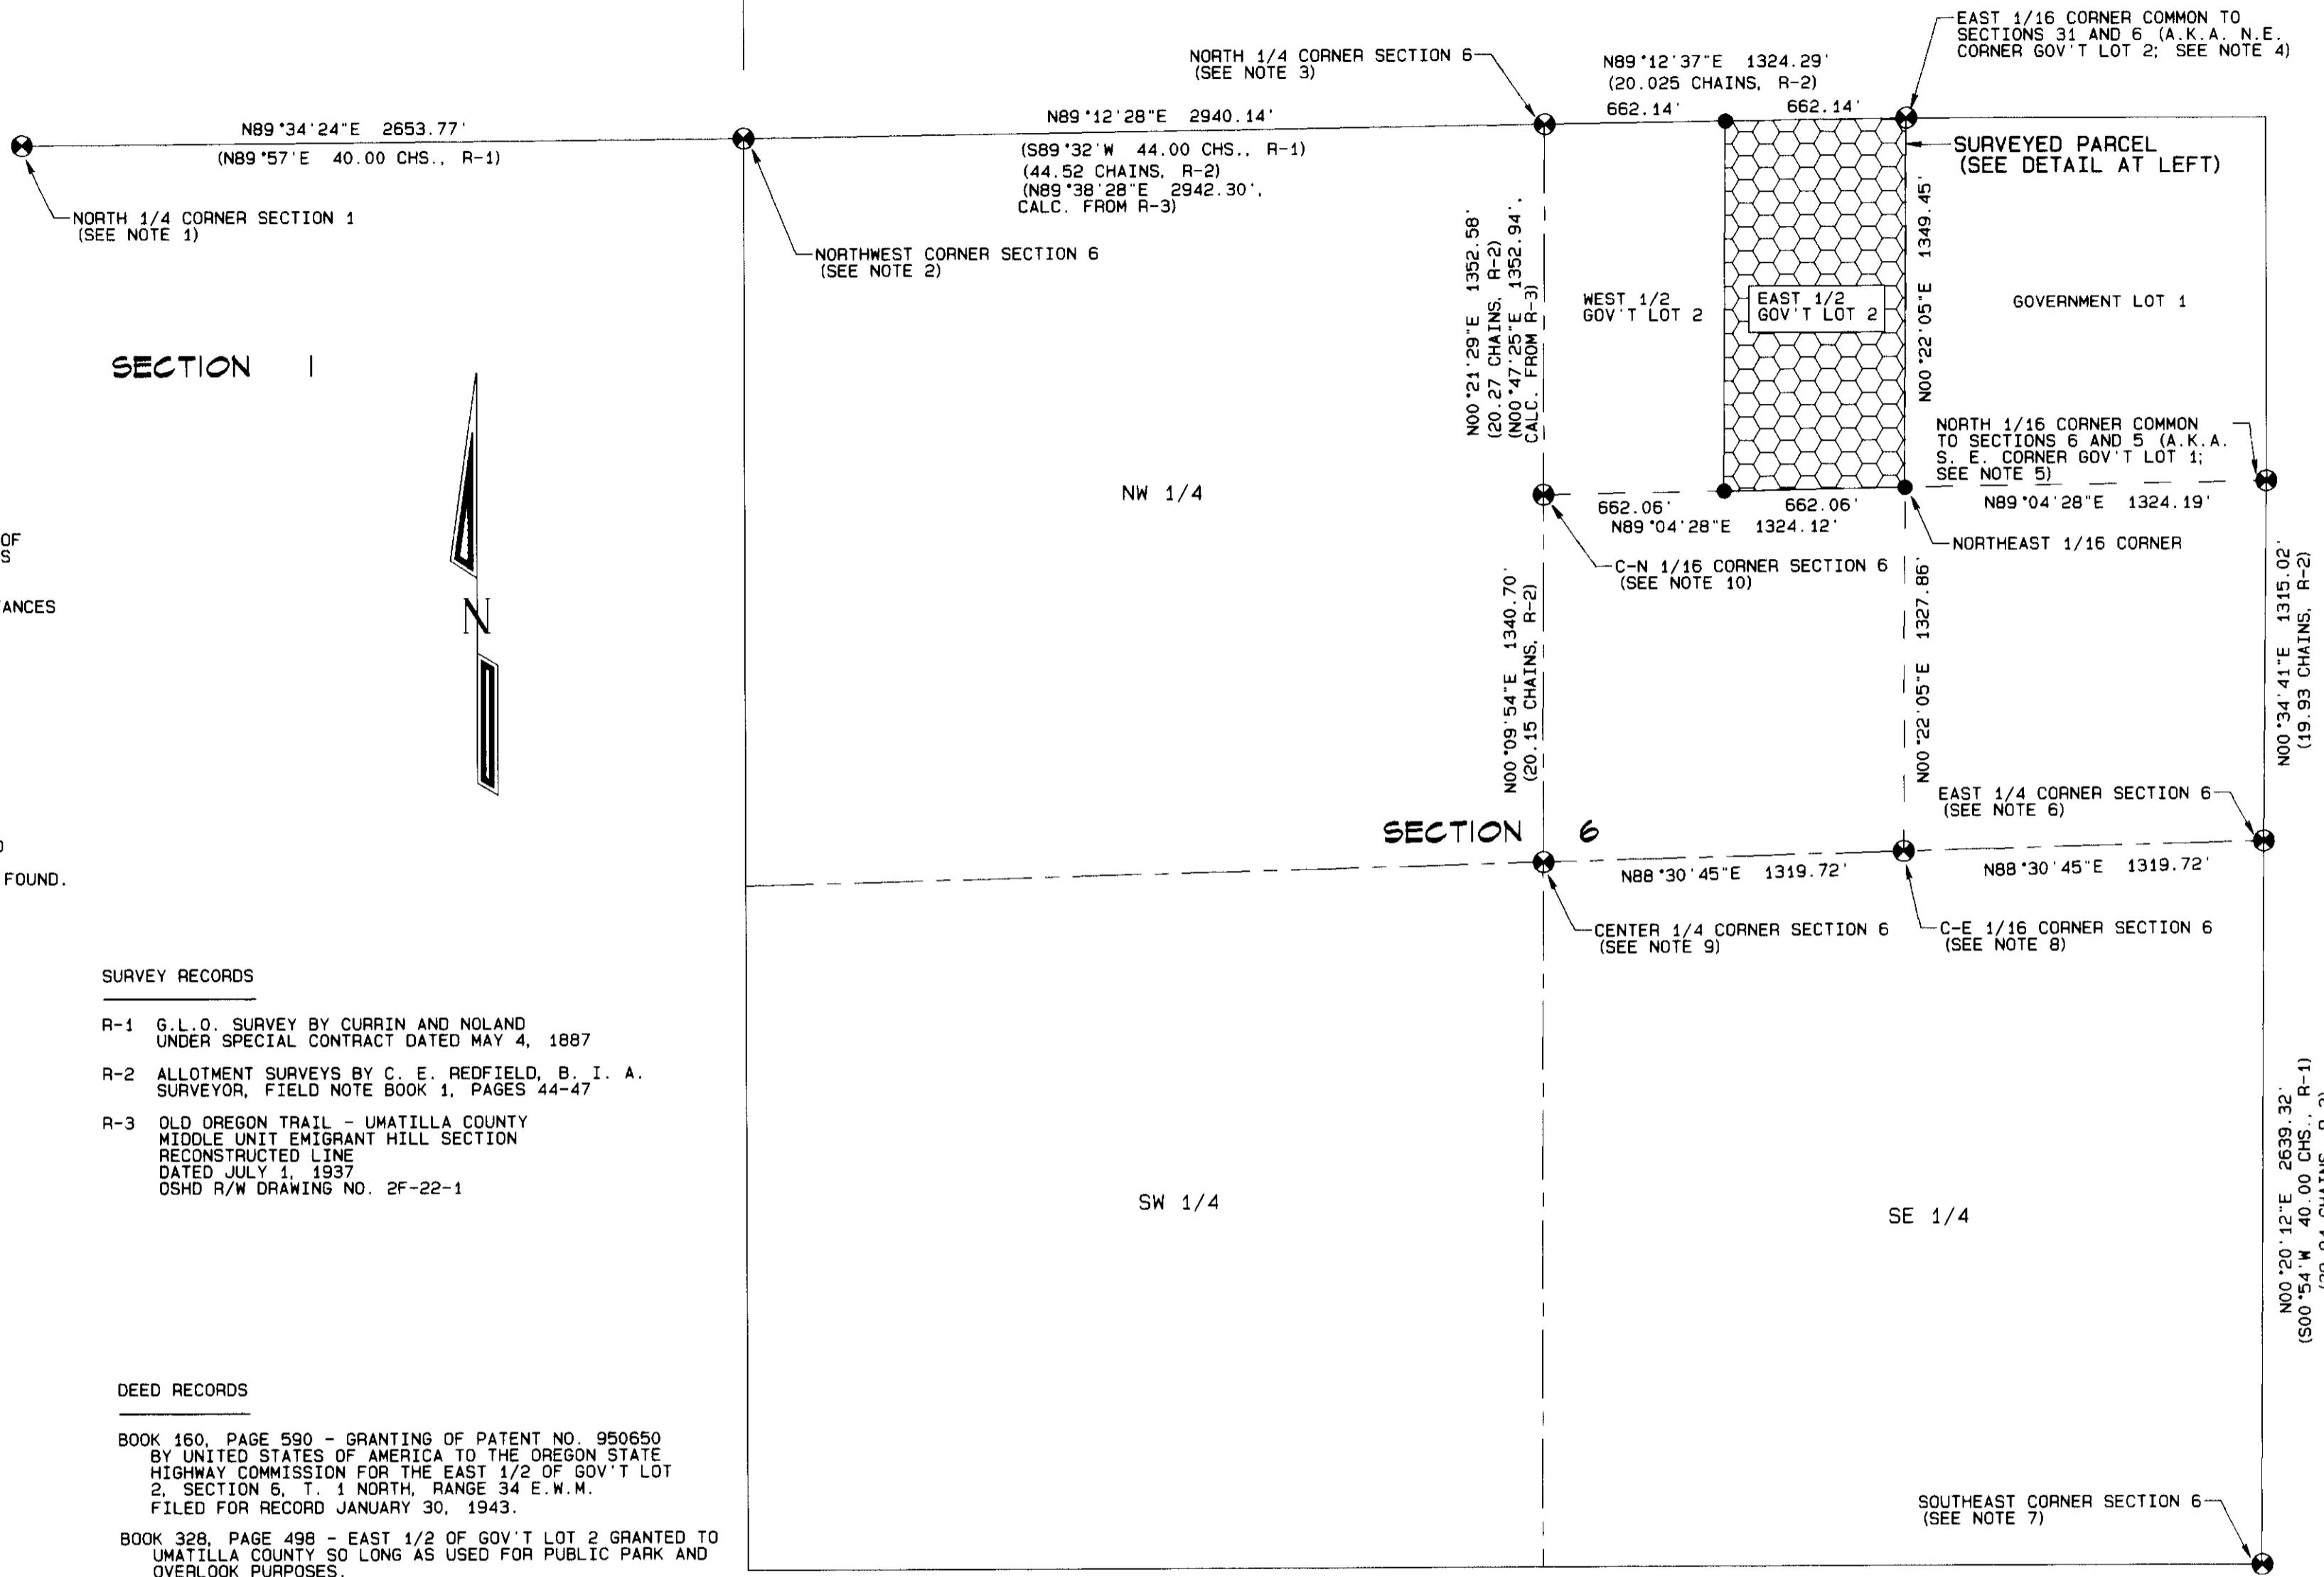 NORTH 1/4 CORNER SECTION 6
(SEE NOTE 3)
N89°12'37"E 1324.29'
(20.025 CHAINS, R-2)
662.14'
662.14'
EAST 1/16 CORNER COMMON TO
SECTIONS 31 AND 6 (A.K.A. N.E.
CORNER GOV'T LOT 2; SEE NOTE 4)
N89°34'24"E 2653.77'
(N89°57'E 40.00 CHS., R-1)
N89°12'28"E 2940.14'
(S89°32'W 44.00 CHS., R-1)
(44.52 CHAINS, R-2)
(N89°38'28"E 2942.30',
CALC. FROM R-3)
SURVEYED PARCEL
(SEE DETAIL AT LEFT)
NORTH 1/4 CORNER SECTION 1
(SEE NOTE 1)
NORTHWEST CORNER SECTION 6
(SEE NOTE 2)
N00°21'29"E 1352.58'
(20.27 CHAINS, R-2)
(N00°47'25"E 1352.94',
CALC. FROM R-3)
WEST 1/2
GOV'T LOT 2
EAST 1/2
GOV'T LOT 2
N00°22'05"E 1349.45'
GOVERNMENT LOT 1
SECTION 1
NORTH 1/16 CORNER COMMON
TO SECTIONS 6 AND 5 (A.K.A.
S. E. CORNER GOV'T LOT 1;
SEE NOTE 5)
NW 1/4
662.06'
662.06'
N89°04'28"E 1324.12'
N89°04'28"E 1324.19'
NORTHEAST 1/16 CORNER
C-N 1/16 CORNER SECTION 6
(SEE NOTE 10)
OF
S
ANCES
N
N00°09'54"E 1340.70'
(20.15 CHAINS, R-2)
N00°22'05"E 1327.86'
N00°34'41"E 1315.02'
(19.93 CHAINS, R-2)
EAST 1/4 CORNER SECTION 6
(SEE NOTE 6)
SECTION 6
FOUND.
N88°30'45"E 1319.72'
N88°30'45"E 1319.72'
CENTER 1/4 CORNER SECTION 6
(SEE NOTE 9)
C-E 1/16 CORNER SECTION 6
(SEE NOTE 8)
SURVEY RECORDS
R-1 G.L.O. SURVEY BY CURRIN AND NOLAND
UNDER SPECIAL CONTRACT DATED MAY 4, 1887
R-2 ALLOTMENT SURVEYS BY C. E. REDFIELD, B. I. A.
SURVEYOR, FIELD NOTE BOOK 1, PAGES 44-47
R-3 OLD OREGON TRAIL - UMATILLA COUNTY
MIDDLE UNIT EMIGRANT HILL SECTION
RECONSTRUCTED LINE
DATED JULY 1, 1937
OSHD R/W DRAWING NO. 2F-22-1
SW 1/4
SE 1/4
N00°20'12"E 2639.32'
(S00°54'W 40.00 CHS., R-1)
DEED RECORDS
BOOK 160, PAGE 590 - GRANTING OF PATENT NO. 950650
BY UNITED STATES OF AMERICA TO THE OREGON STATE
HIGHWAY COMMISSION FOR THE EAST 1/2 OF GOV'T LOT
2, SECTION 6, T. 1 NORTH, RANGE 34 E.W.M.
FILED FOR RECORD JANUARY 30, 1943.
BOOK 328, PAGE 498 - EAST 1/2 OF GOV'T LOT 2 GRANTED TO
UMATILLA COUNTY SO LONG AS USED FOR PUBLIC PARK AND
OVERLOOK PURPOSES.
SOUTHEAST CORNER SECTION 6
(SEE NOTE 7)